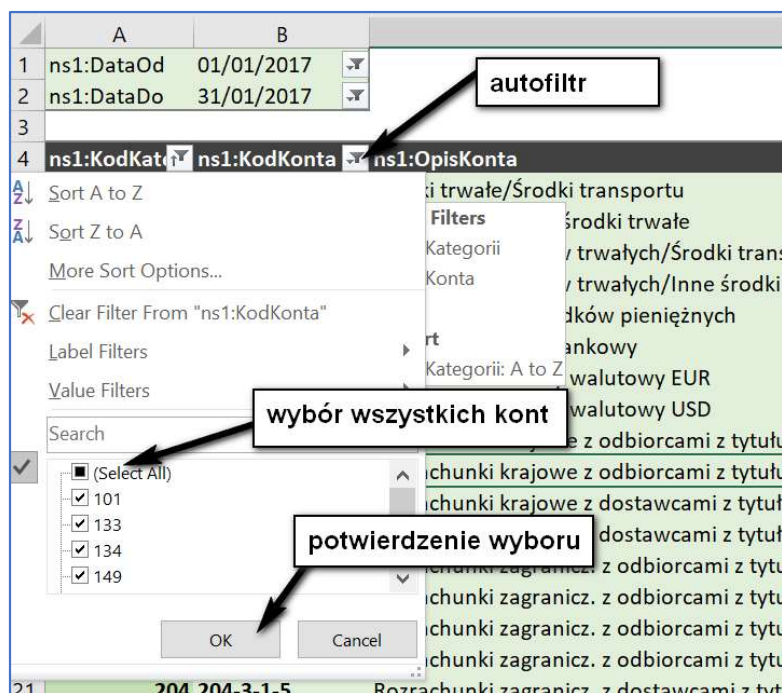 A B
1 ns1:DataOd 01/01/2017
2 ns1:DataDo 31/01/2017
autofiltr
3
4 ns1:KodKate ns1:KodKonta ns1:OpisKonta
Sort A to Z
ki trwałe/Środki transportu
Filters
środki trwałe
Sort Z to A
Kategorii
w trwałych/Środki trans
More Sort Options...
Konta
w trwałych/Inne środki
Clear Filter From "ns1:KodKonta"
dków pieniężnych
Label Filters
rt
ankowy
Kategorii: A to Z
walutowy EUR
Value Filters
wybór wszystkich kont
walutowy USD
Search
e z odbiorcami z tytułu
(Select All)
chunki krajowe z odbiorcami z tytułu
101
chunki krajowe z dostawcami z tytuł
133
potwierdzenie wyboru
dostawcami z tytuł
134
chunki zagranicz. z odbiorcami z tytu
149
chunki zagranicz. z odbiorcami z tytu
chunki zagranicz. z odbiorcami z tytu
OK Cancel
chunki zagranicz. z odbiorcami z tytu
21 204 204-3-1-5 Rozrachunki zagranicz. z dostawcami z tytu